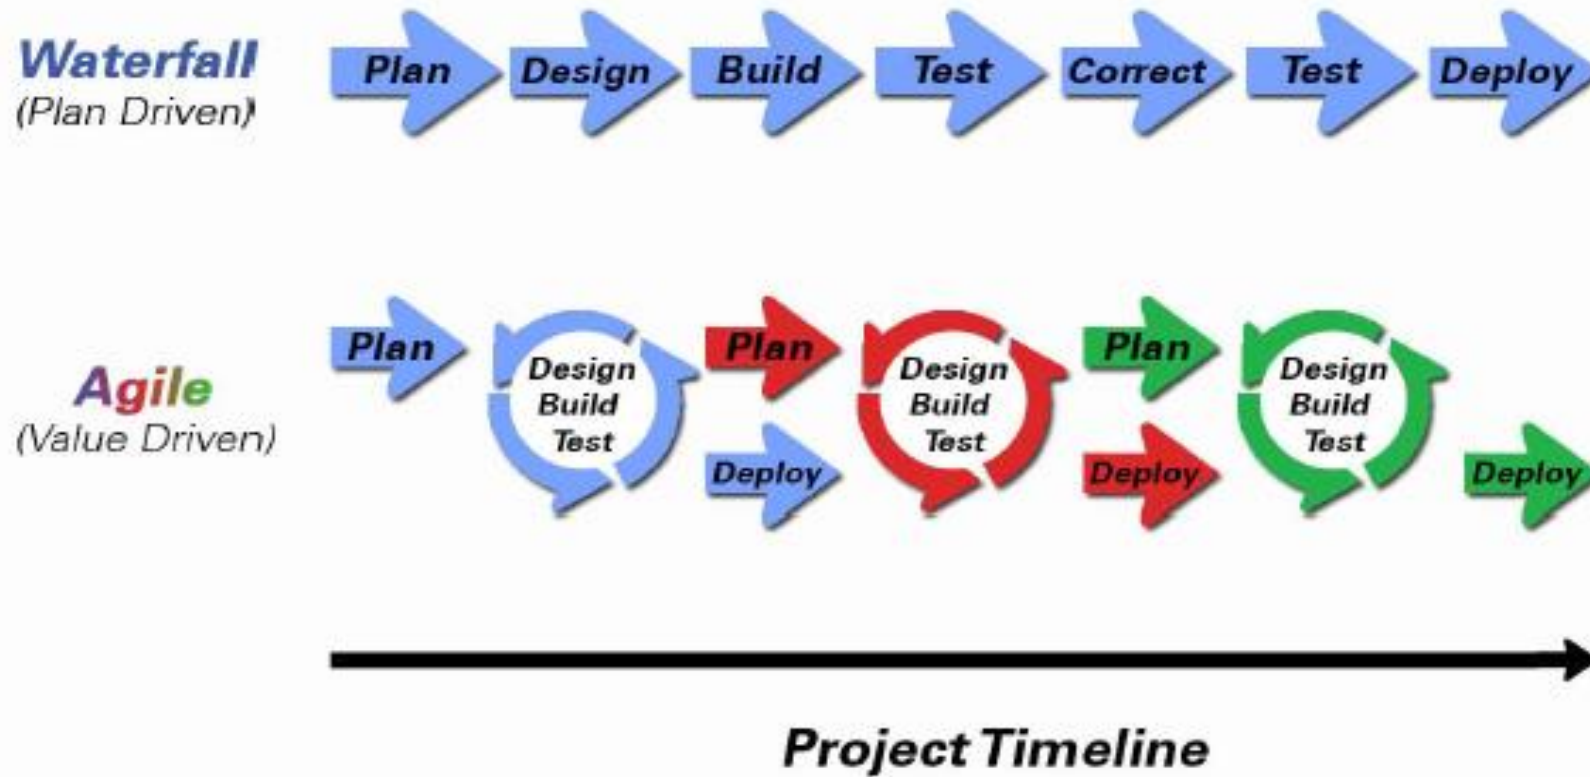 Waterfall
(Plan Driven)
Plan Design Build Test Correct Test Deploy
Agile
(Value Driven)
Plan
Design
Build
Test
Plan
Deploy
Design
Build
Test
Plan
Deploy
Design
Build
Test
Deploy
Project Timeline